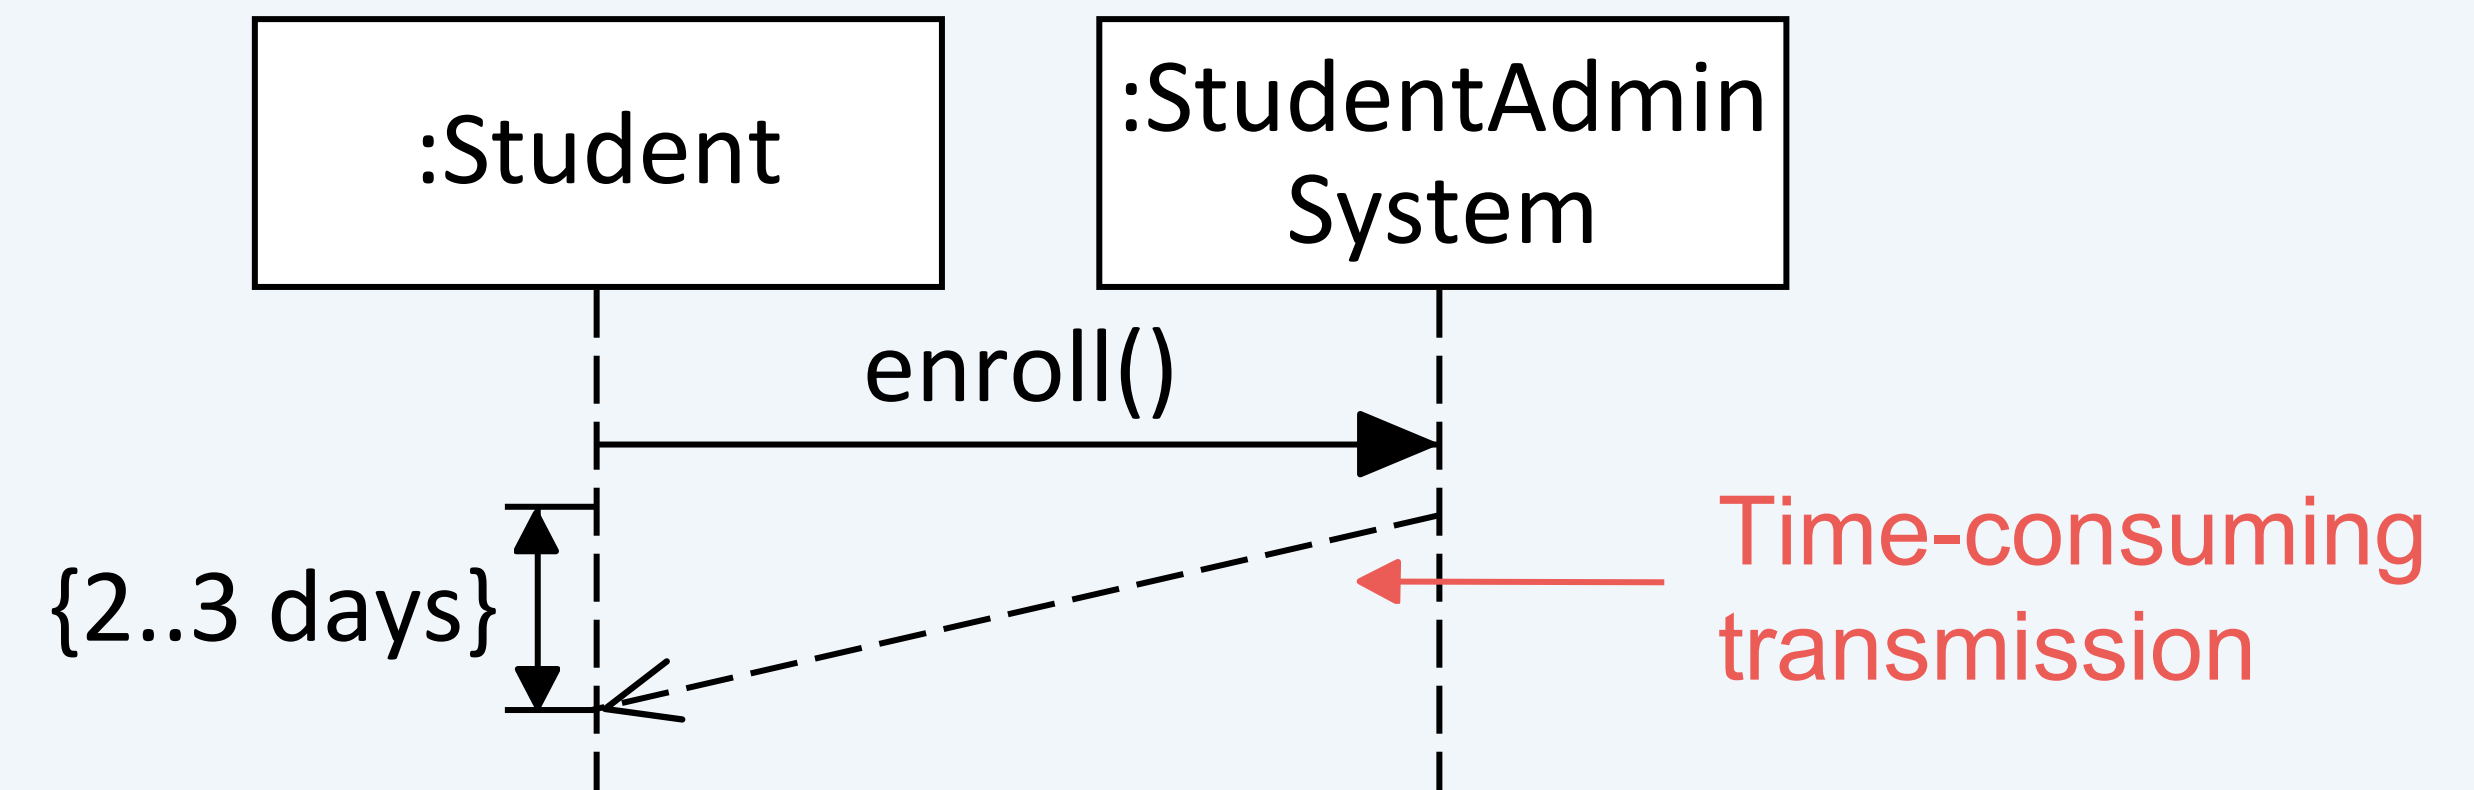 :Student
:StudentAdmin
System
enroll()
{2..3 days}
Time-consuming
transmission